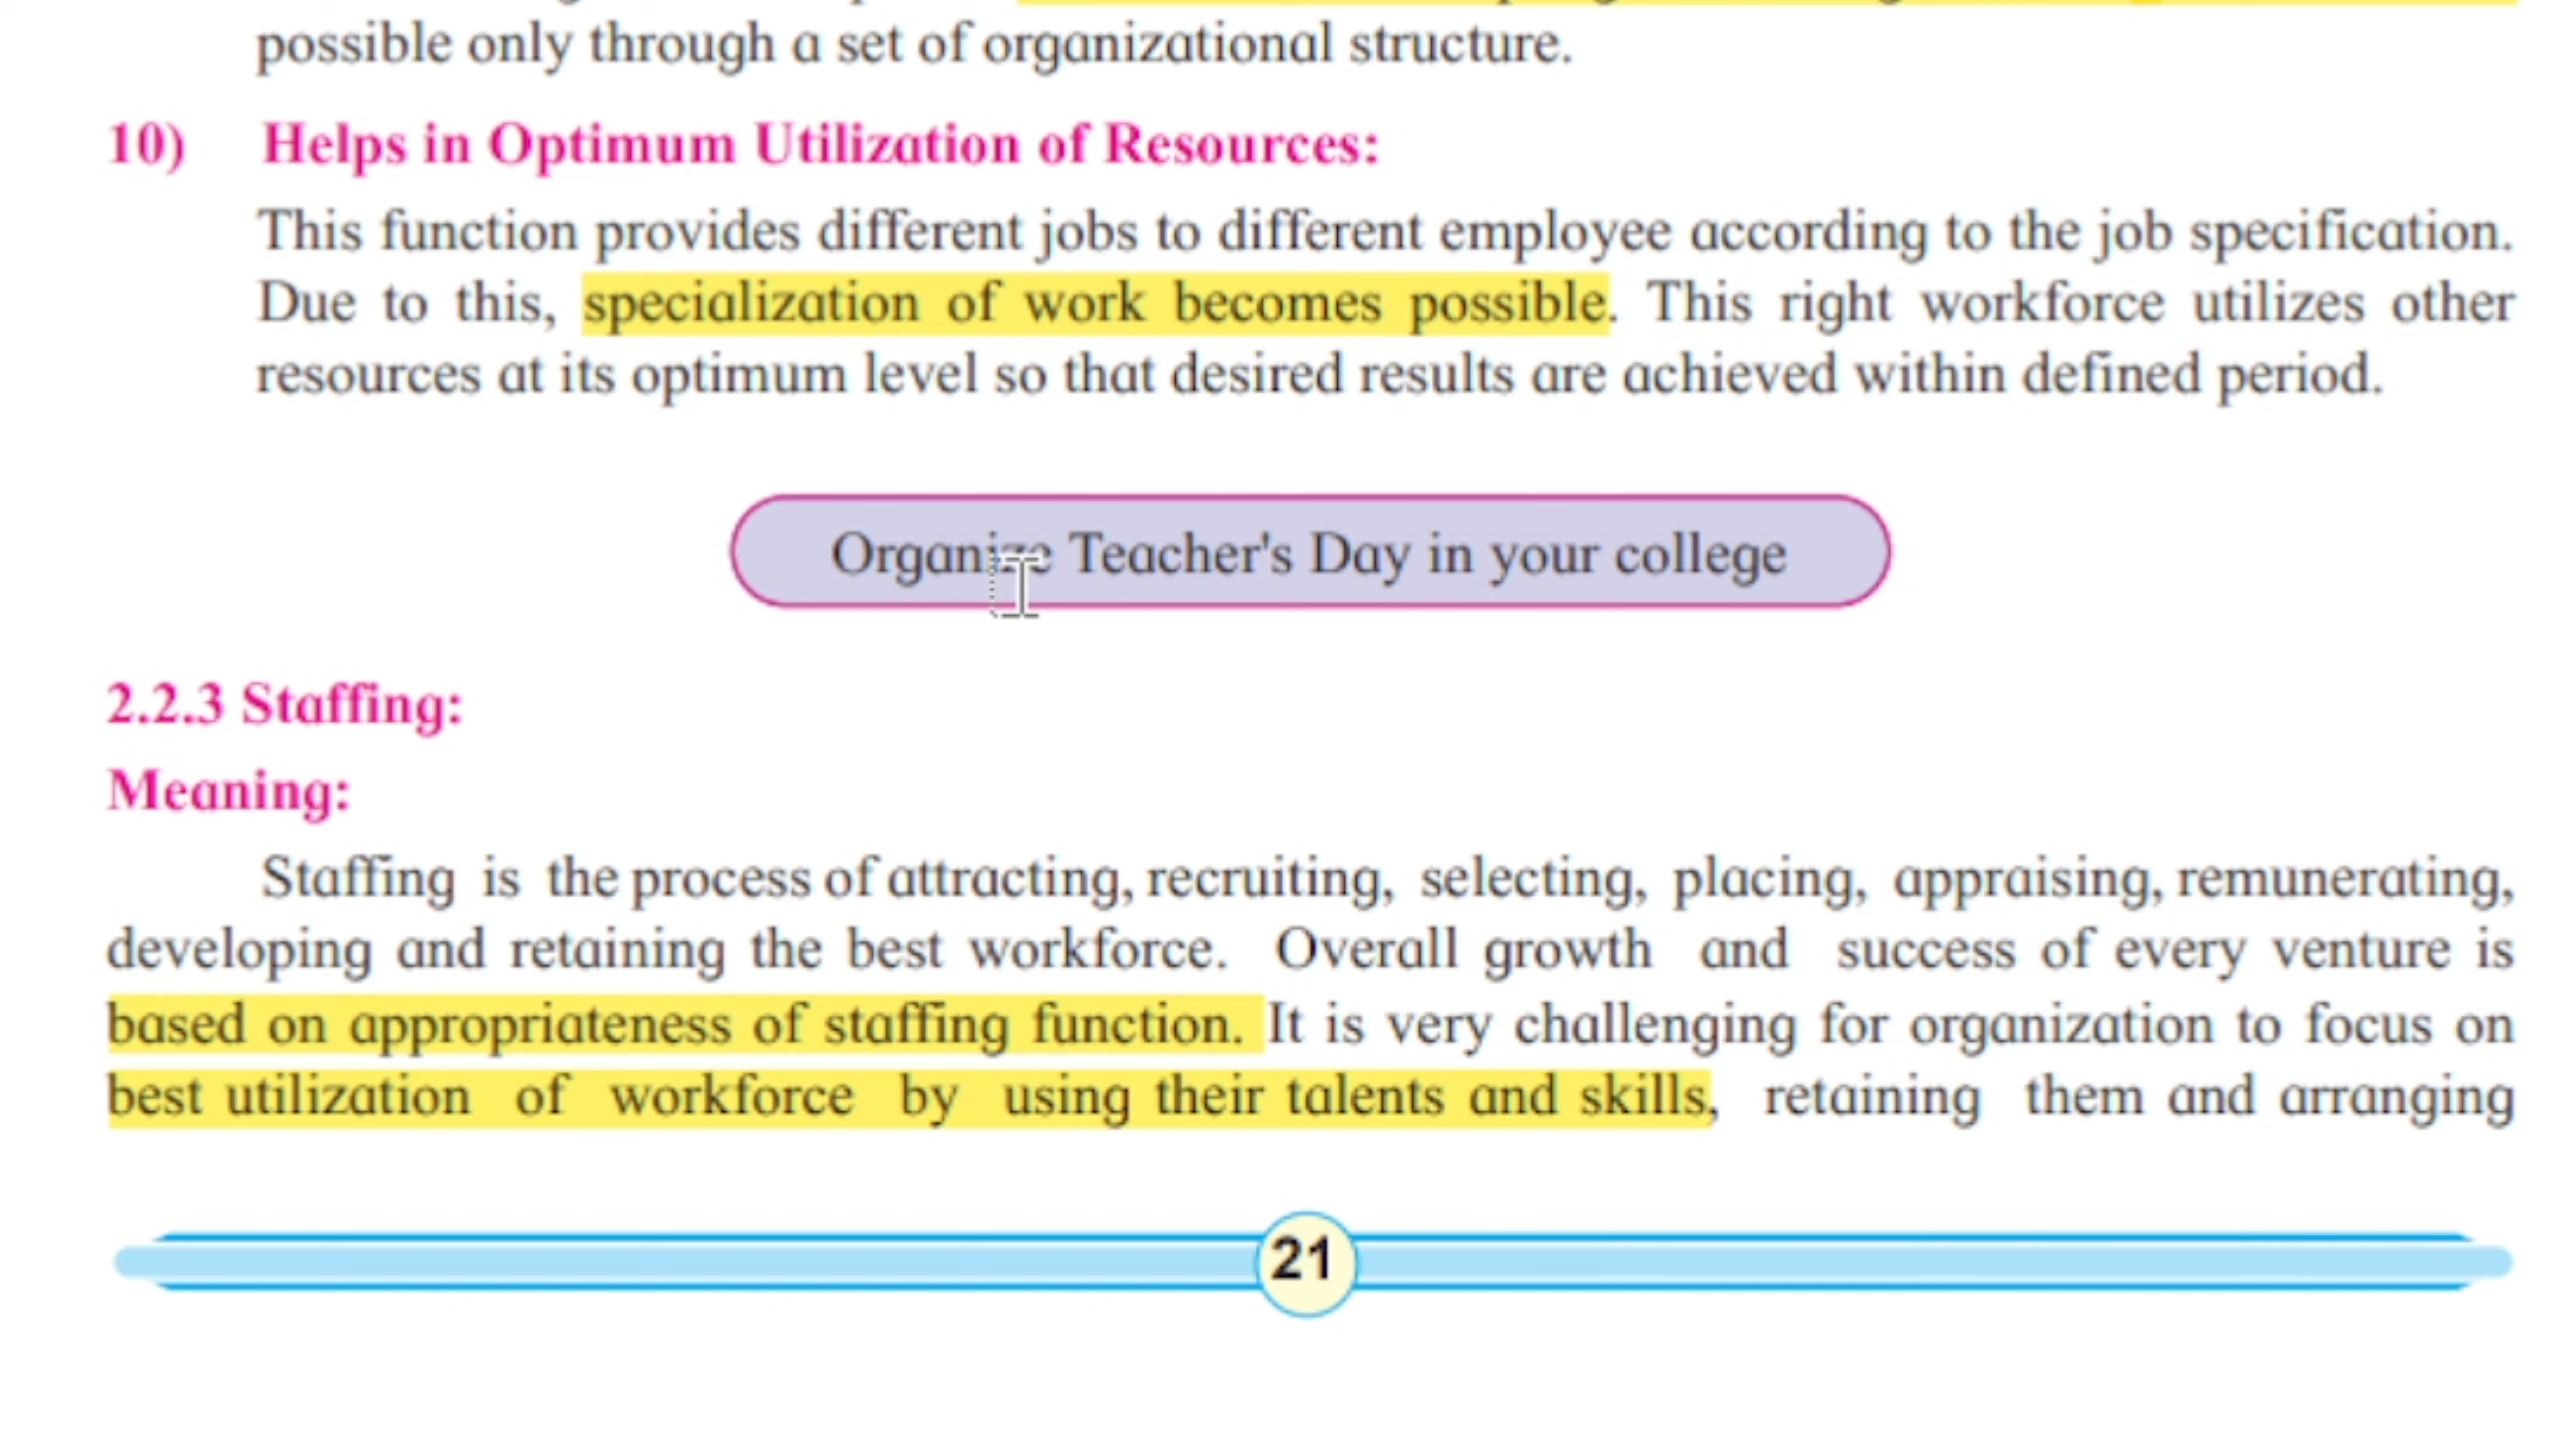 possible only through a set of organizational structure.
10) Helps in Optimum Utilization of Resources:
This function provides different jobs to different employee according to the job specification.
Due to this, specialization of work becomes possible. This right workforce utilizes other
resources at its optimum level so that desired results are achieved within defined period.
Organize Teacher's Day in your college
2.2.3 Staffing:
Meaning:
Staffing is the process of attracting, recruiting, selecting, placing, appraising, remunerating,
developing and retaining the best workforce. Overall growth and success of every venture is
based on appropriateness of staffing function. It is very challenging for organization to focus on
best utilization of workforce by using their talents and skills, retaining them and arranging
21